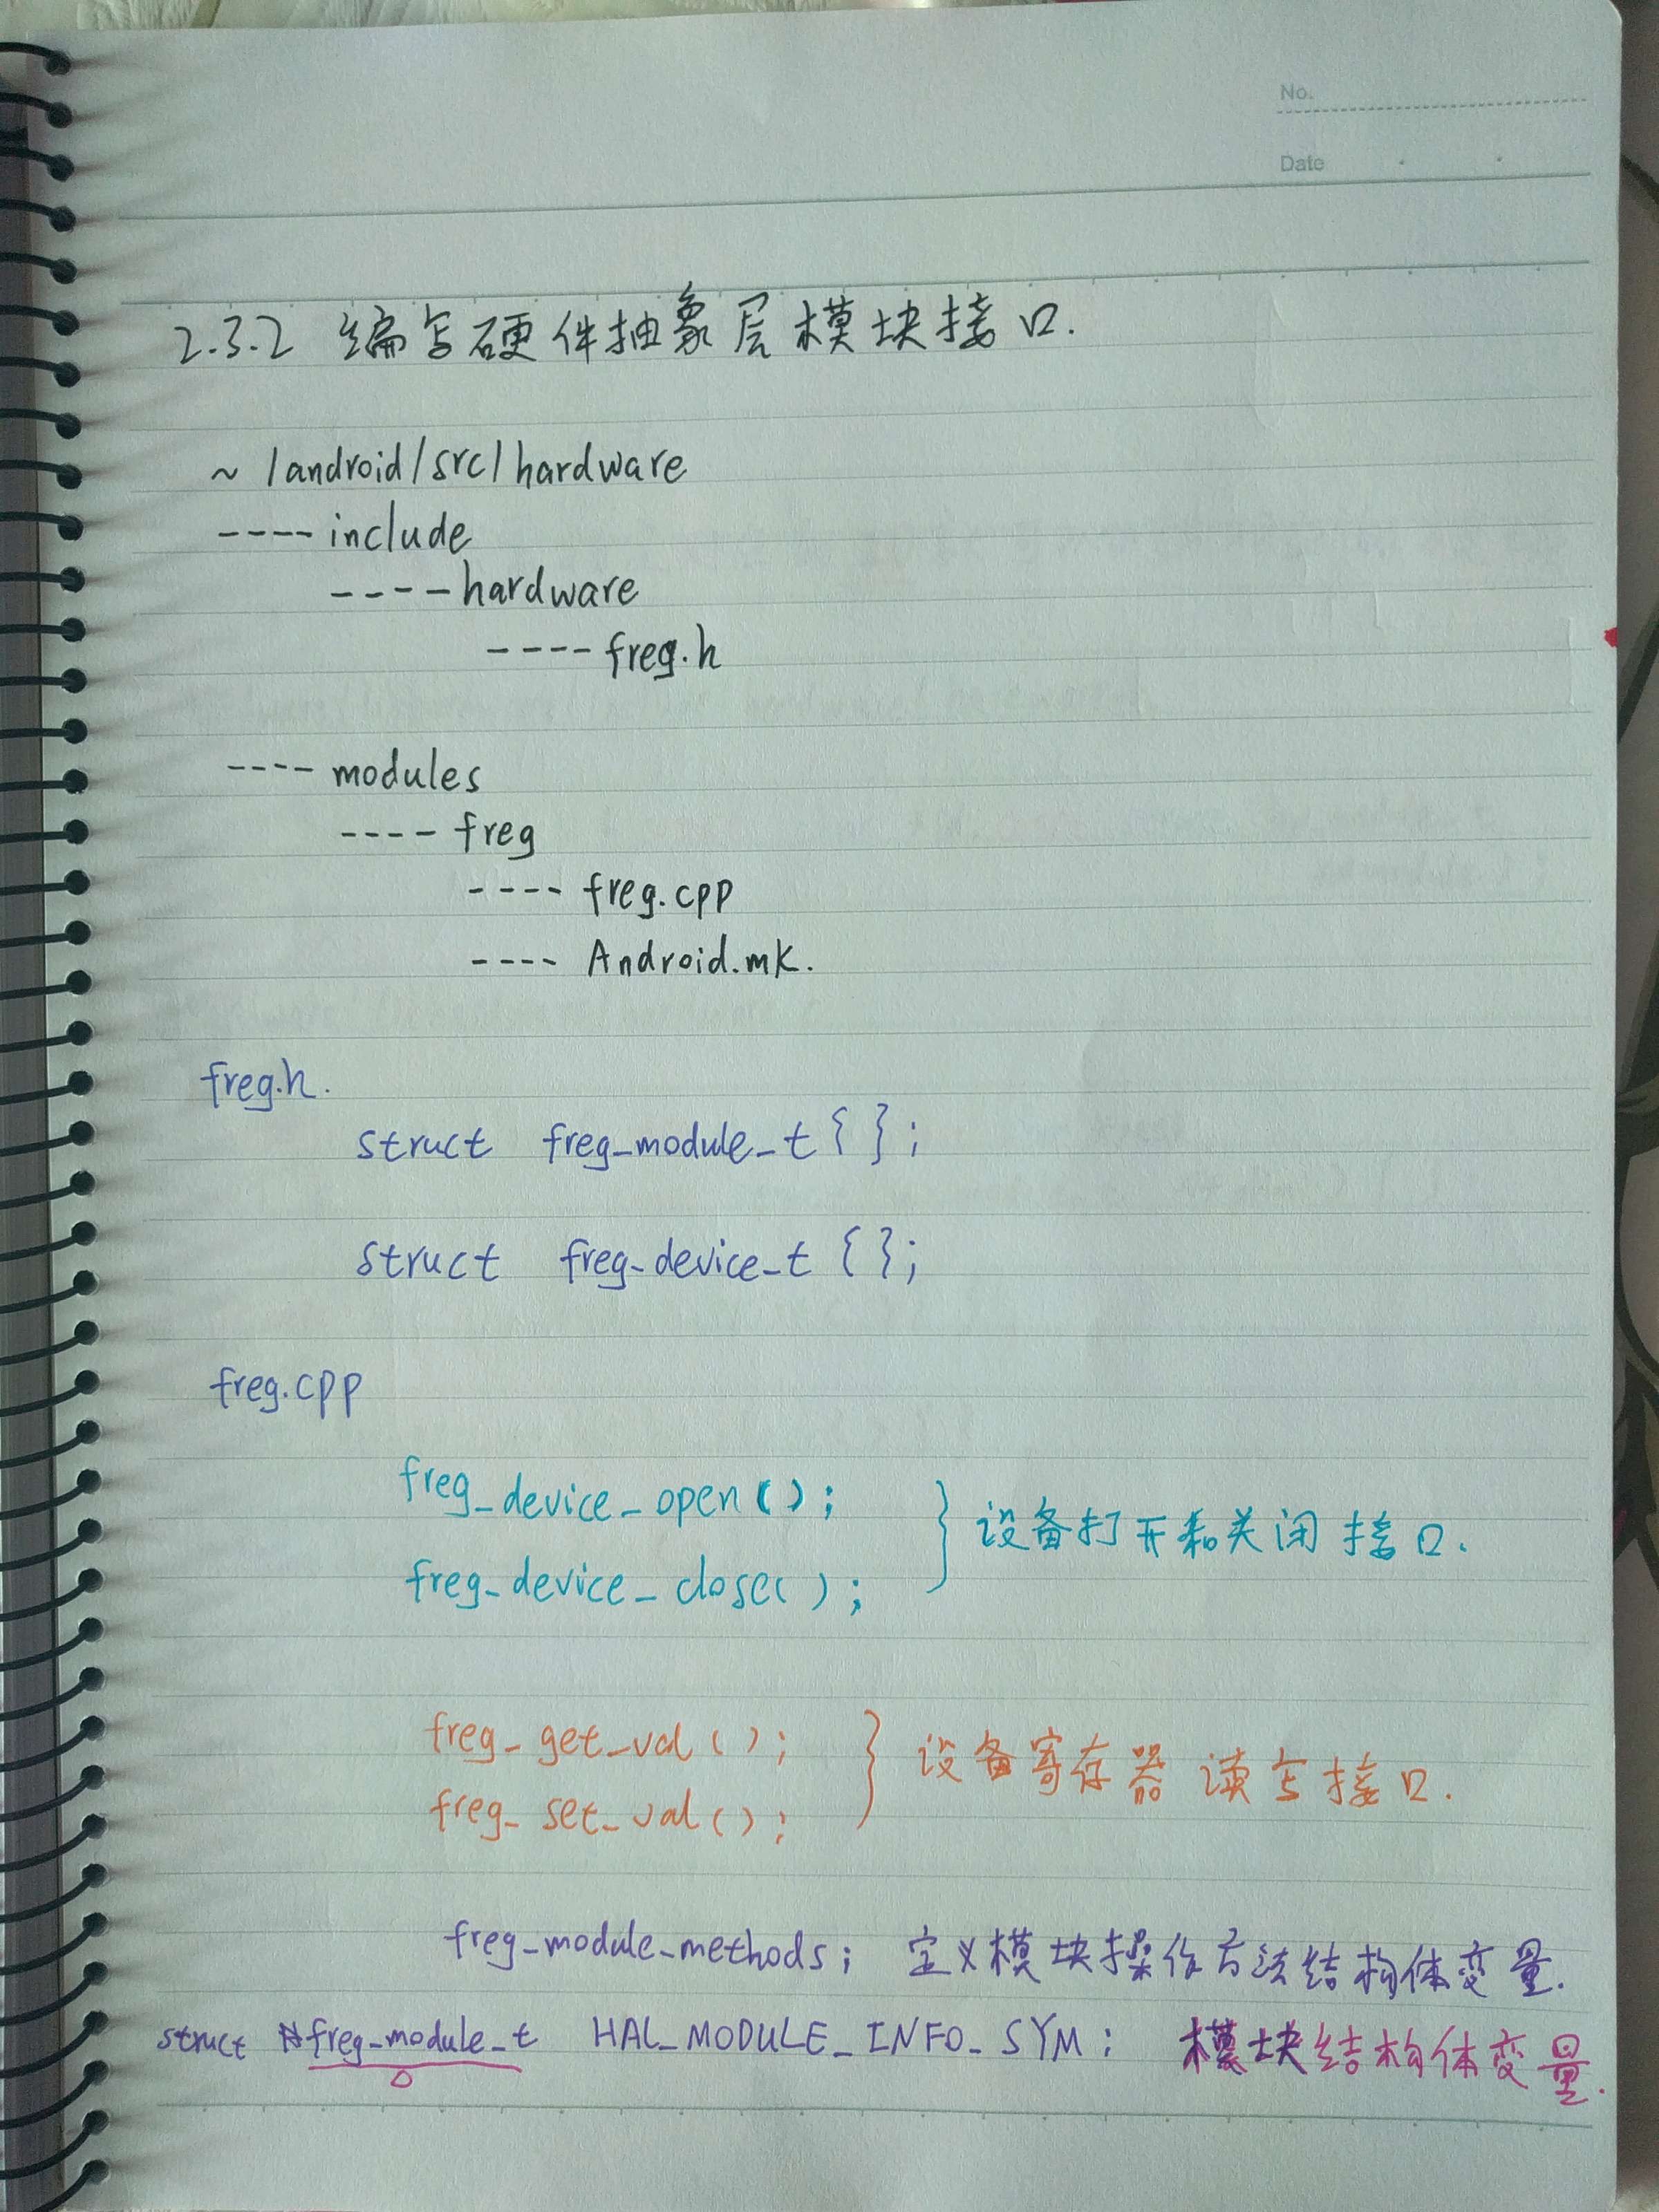 No.
Date
2.3.2 编写硬件抽象层模块接口.
~/android/src/hardware
---- include
---- hardware
---- freg.h
---- modules
---- freg
---- freg.cpp
---- Android.mk.
freg.h.
struct freg_module_t { };
struct freg_device_t { };
freg.cpp
freg_device_open();
} 设备打开和关闭接口.
freg_device_close();
freg_get_val();
} 设备寄存器读写接口.
freg_set_val();
freg_module_methods; 定义模块操作方法结构体变量.
struct freg_module_t HAL_MODULE_INFO_SYM: 模块结构体变量.